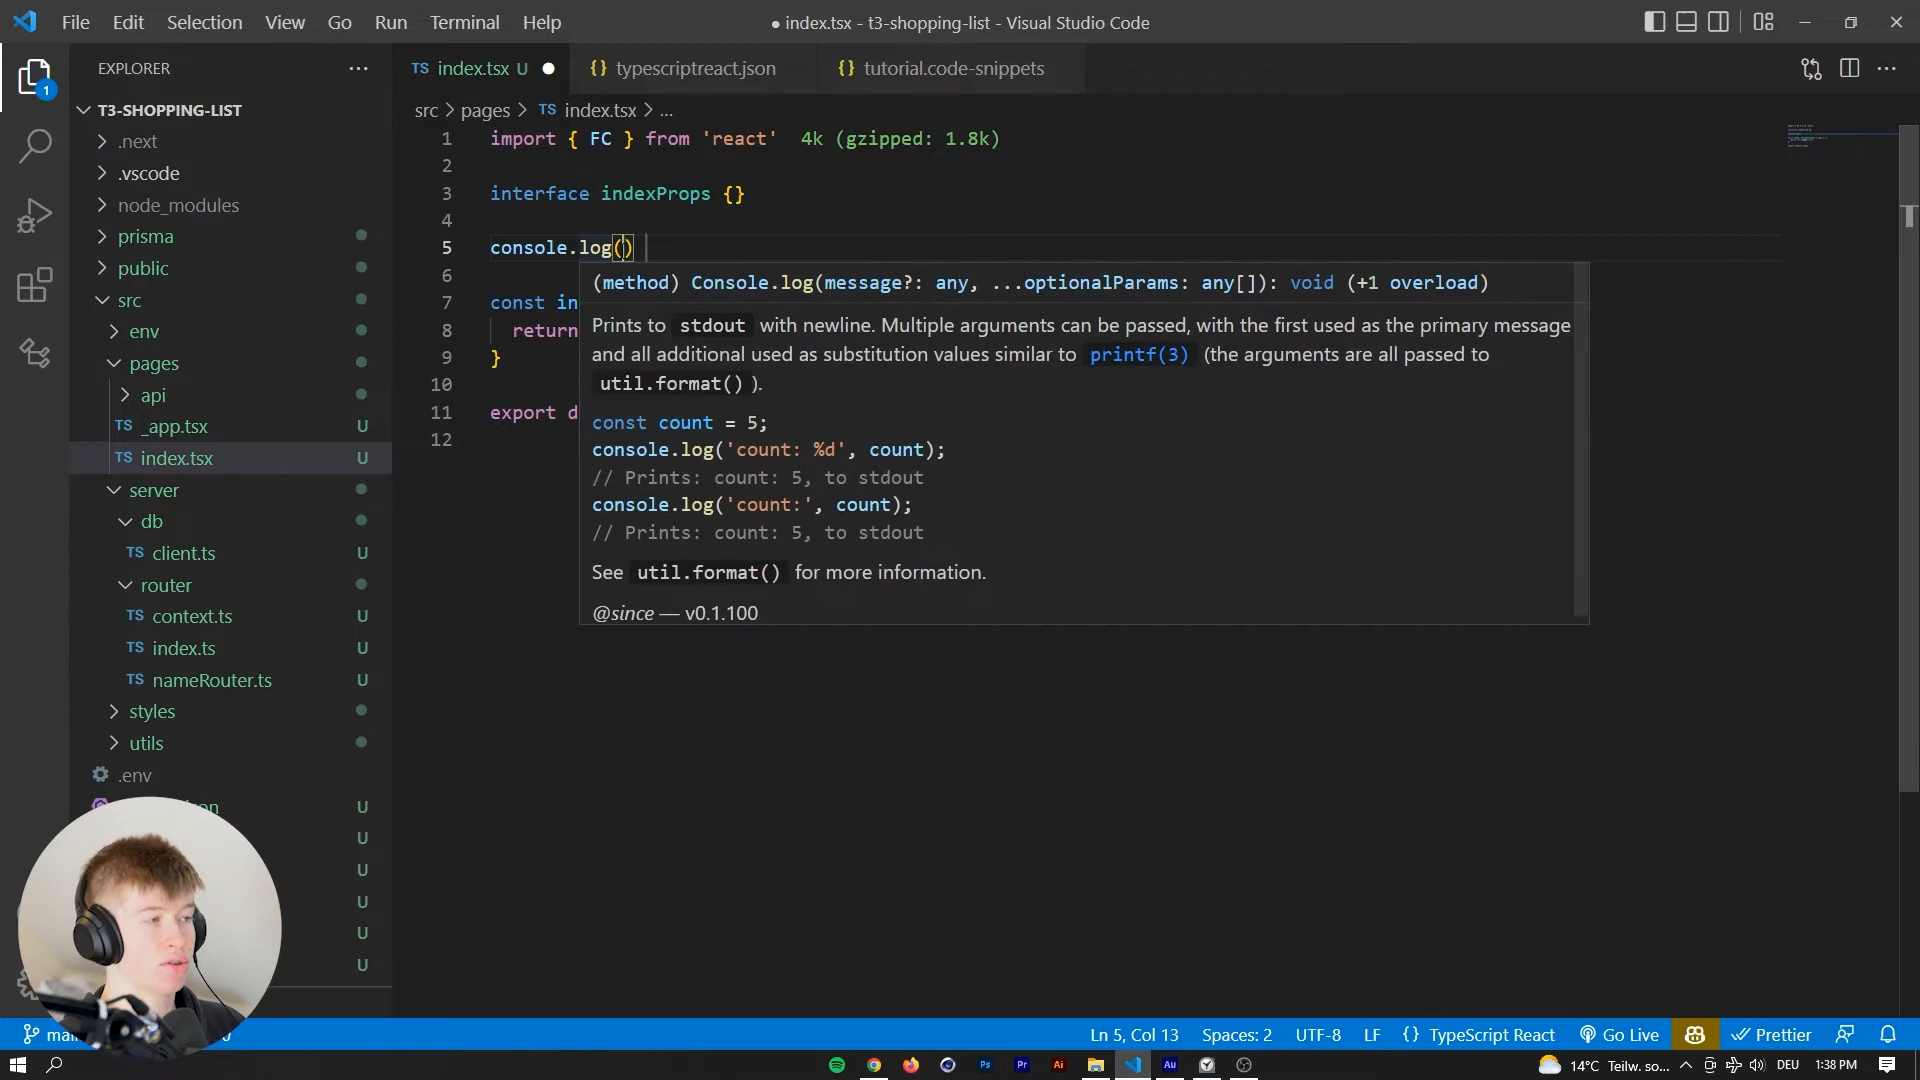 File Edit Selection View Go Run Terminal Help
● index.tsx - t3-shopping-list - Visual Studio Code
EXPLORER
TS index.tsx U
{} typescriptreact.json
{} tutorial.code-snippets
1
T3-SHOPPING-LIST
.next
.vscode
node_modules
prisma
public
src
env
pages
api
TS _app.tsx U
TS index.tsx U
server
db
TS client.ts U
router
TS context.ts U
TS index.ts U
TS nameRouter.ts U
styles
utils
.env
U
U
U
U
U
U
src > pages > TS index.tsx > ...
1 import { FC } from 'react' 4k (gzipped: 1.8k)
2
3 interface indexProps {}
4
5 console.log()
6
7 const in
8 return
9 }
10
11 export d
12
(method) Console.log(message?: any, ...optionalParams: any[]): void (+1 overload)
Prints to stdout with newline. Multiple arguments can be passed, with the first used as the primary message
and all additional used as substitution values similar to printf(3) (the arguments are all passed to
util.format() ).
const count = 5;
console.log('count: %d', count);
// Prints: count: 5, to stdout
console.log('count:', count);
// Prints: count: 5, to stdout
See util.format() for more information.
@since — v0.1.100
Ln 5, Col 13 Spaces: 2 UTF-8 LF {} TypeScript React Go Live Prettier
Ps Pr Ai Au 14°C Teilw. so... DEU 1:38 PM